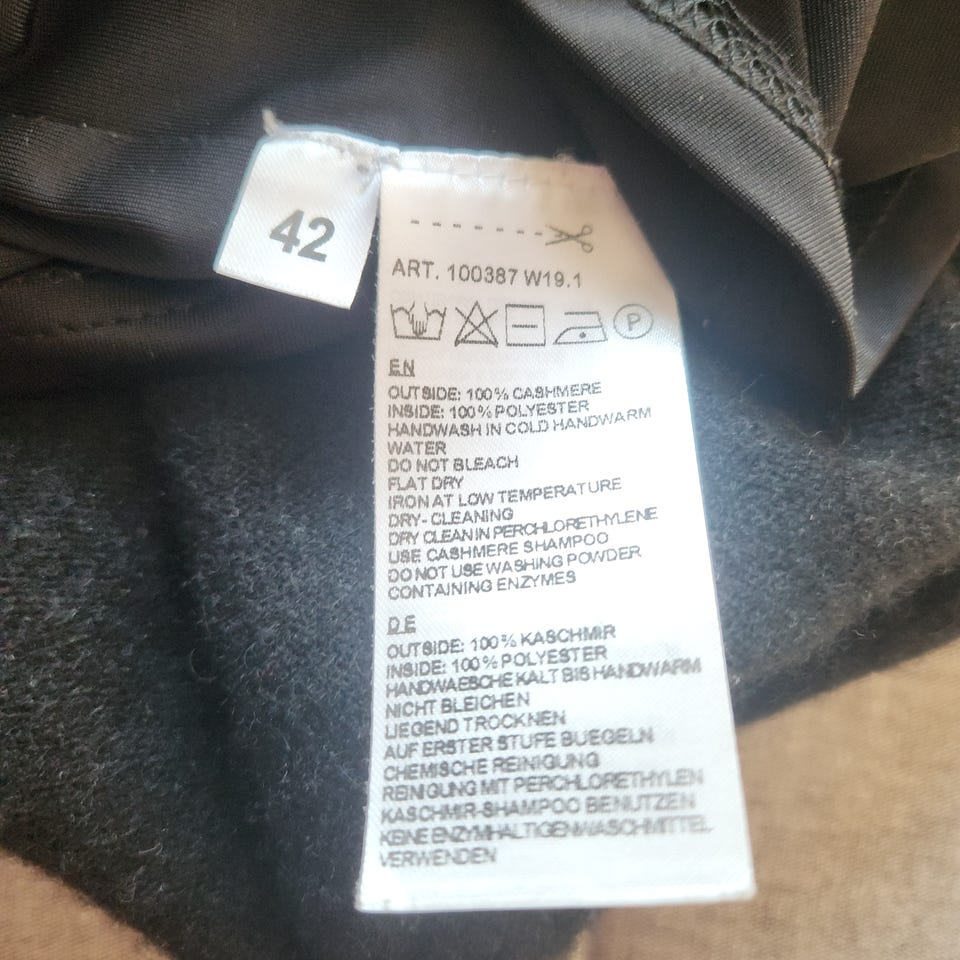 42
ART. 100387 W19.1
P
EN
OUTSIDE: 100% CASHMERE
INSIDE: 100% POLYESTER
HANDWASH IN COLD HANDWARM
WATER
DO NOT BLEACH
FLAT DRY
IRON AT LOW TEMPERATURE
DRY- CLEANING
DRY CLEAN IN PERCHLORETHYLENE
USE CASHMERE SHAMPOO
DO NOT USE WASHING POWDER
CONTAINING ENZYMES
DE
OUTSIDE: 100% KASCHMIR
INSIDE: 100% POLYESTER
HANDWAESCHE KALT BIS HANDWARM
NICHT BLEICHEN
LIEGEND TROCKNEN
AUF ERSTER STUFE BUEGELN
CHEMISCHE REINIGUNG
REINIGUNG MIT PERCHLORETHYLEN
KASCHMIR-SHAMPOO BENUTZEN
KEINE ENZYMHALTIGEN WASCHMITTEL
VERWENDEN